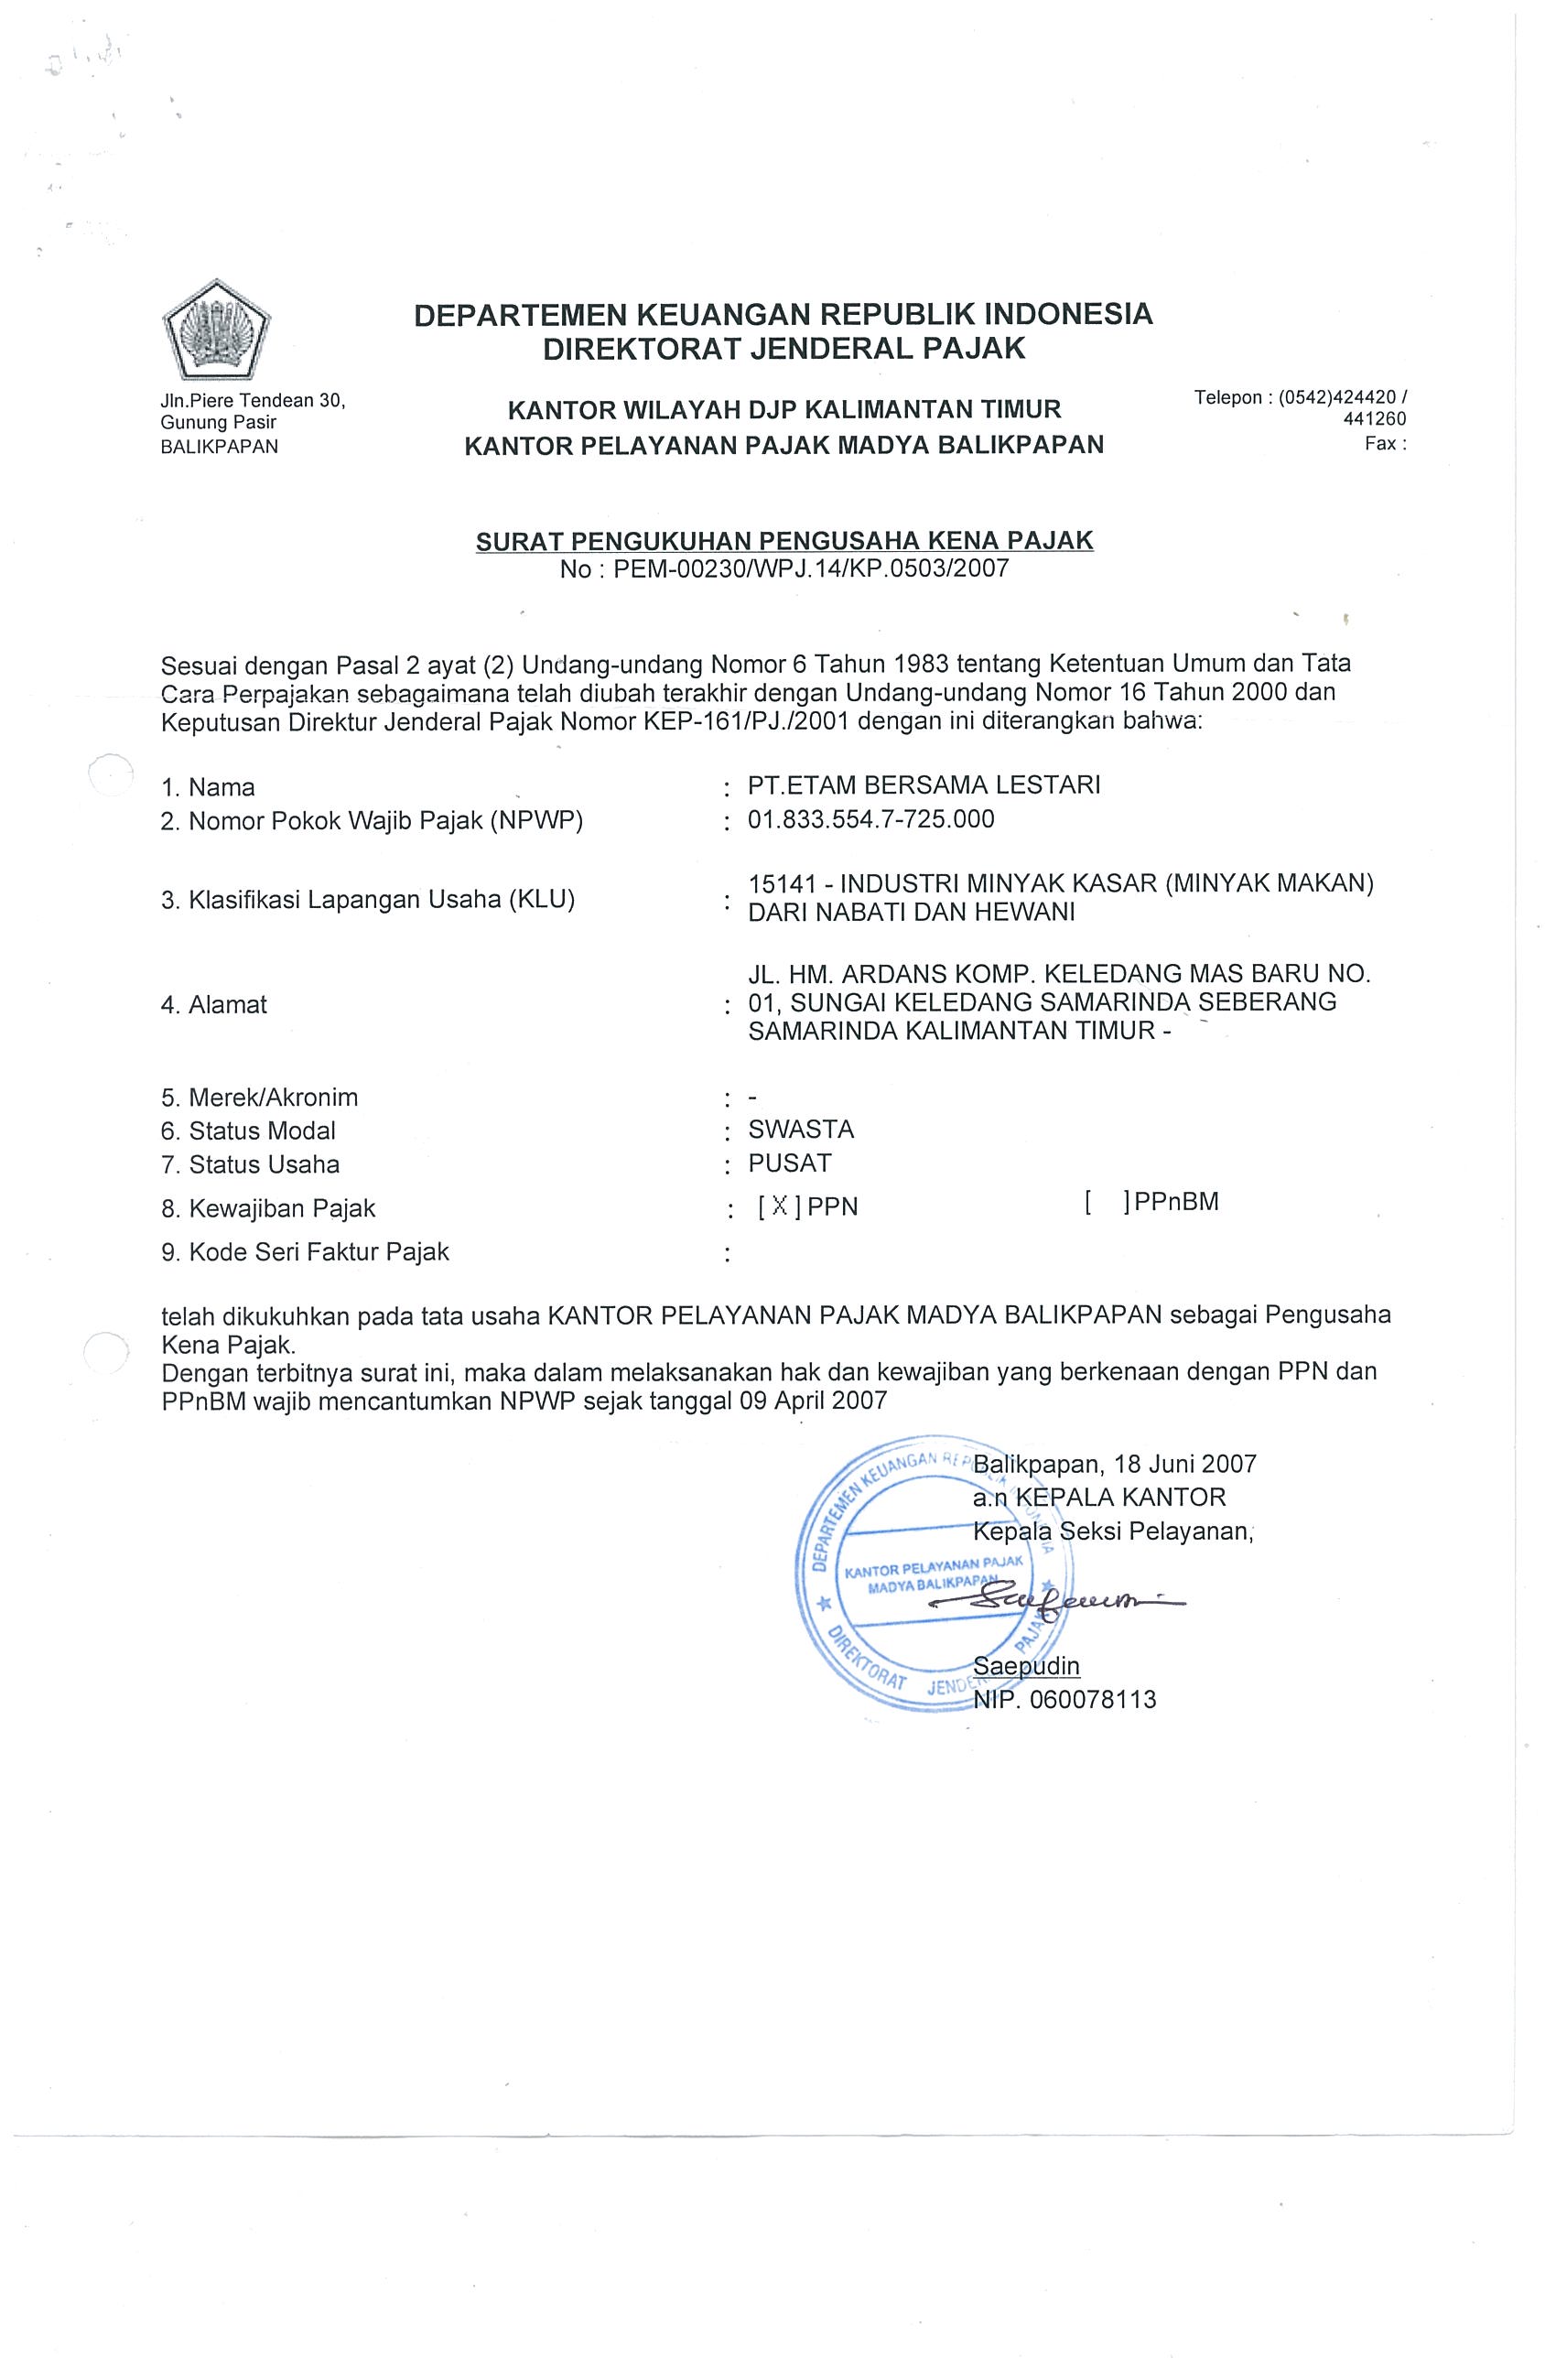 DEPARTEMEN KEUANGAN REPUBLIK INDONESIA
DIREKTORAT JENDERAL PAJAK
Jln.Piere Tendean 30,
Gunung Pasir
BALIKPAPAN
KANTOR WILAYAH DJP KALIMANTAN TIMUR
KANTOR PELAYANAN PAJAK MADYA BALIKPAPAN
Telepon : (0542)424420 /
441260
Fax :
SURAT PENGUKUHAN PENGUSAHA KENA PAJAK
No : PEM-00230/WPJ.14/KP.0503/2007
Sesuai dengan Pasal 2 ayat (2) Undang-undang Nomor 6 Tahun 1983 tentang Ketentuan Umum dan Tata
Cara Perpajakan sebagaimana telah diubah terakhir dengan Undang-undang Nomor 16 Tahun 2000 dan
Keputusan Direktur Jenderal Pajak Nomor KEP-161/PJ./2001 dengan ini diterangkan bahwa:
1. Nama : PT.ETAM BERSAMA LESTARI
2. Nomor Pokok Wajib Pajak (NPWP) : 01.833.554.7-725.000
3. Klasifikasi Lapangan Usaha (KLU) : 15141 - INDUSTRI MINYAK KASAR (MINYAK MAKAN)
DARI NABATI DAN HEWANI
JL. HM. ARDANS KOMP. KELEDANG MAS BARU NO.
4. Alamat : 01, SUNGAI KELEDANG SAMARINDA SEBERANG
SAMARINDA KALIMANTAN TIMUR -
5. Merek/Akronim : -
6. Status Modal : SWASTA
7. Status Usaha : PUSAT
8. Kewajiban Pajak : [ X ] PPN [ ] PPnBM
9. Kode Seri Faktur Pajak :
telah dikukuhkan pada tata usaha KANTOR PELAYANAN PAJAK MADYA BALIKPAPAN sebagai Pengusaha
Kena Pajak.
Dengan terbitnya surat ini, maka dalam melaksanakan hak dan kewajiban yang berkenaan dengan PPN dan
PPnBM wajib mencantumkan NPWP sejak tanggal 09 April 2007
Balikpapan, 18 Juni 2007
a.n KEPALA KANTOR
Kepala Seksi Pelayanan,
DEPARTEMEN KEUANGAN REPUBLIK INDONESIA
KANTOR PELAYANAN PAJAK
MADYA BALIKPAPAN
DIREKTORAT JENDERAL PAJAK
Saepudin
NIP. 060078113